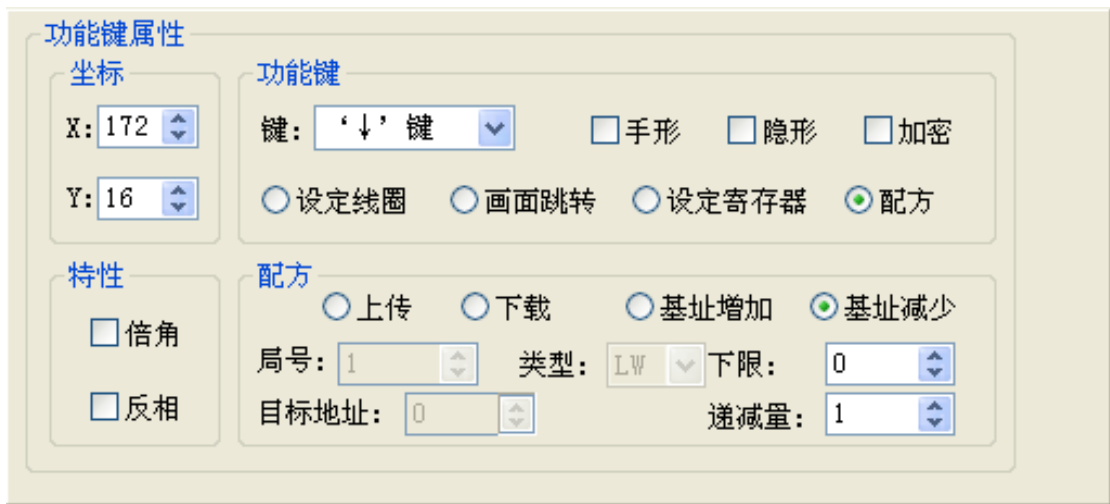 功能键属性
坐标
X: 172
Y: 16
功能键
键: ‘↓’键 手形 隐形 加密
设定线圈 画面跳转 设定寄存器 配方
特性
倍角
反相
配方
上传 下载 基址增加 基址减少
局号: 1 类型: LW 下限: 0
目标地址: 0 递减量: 1